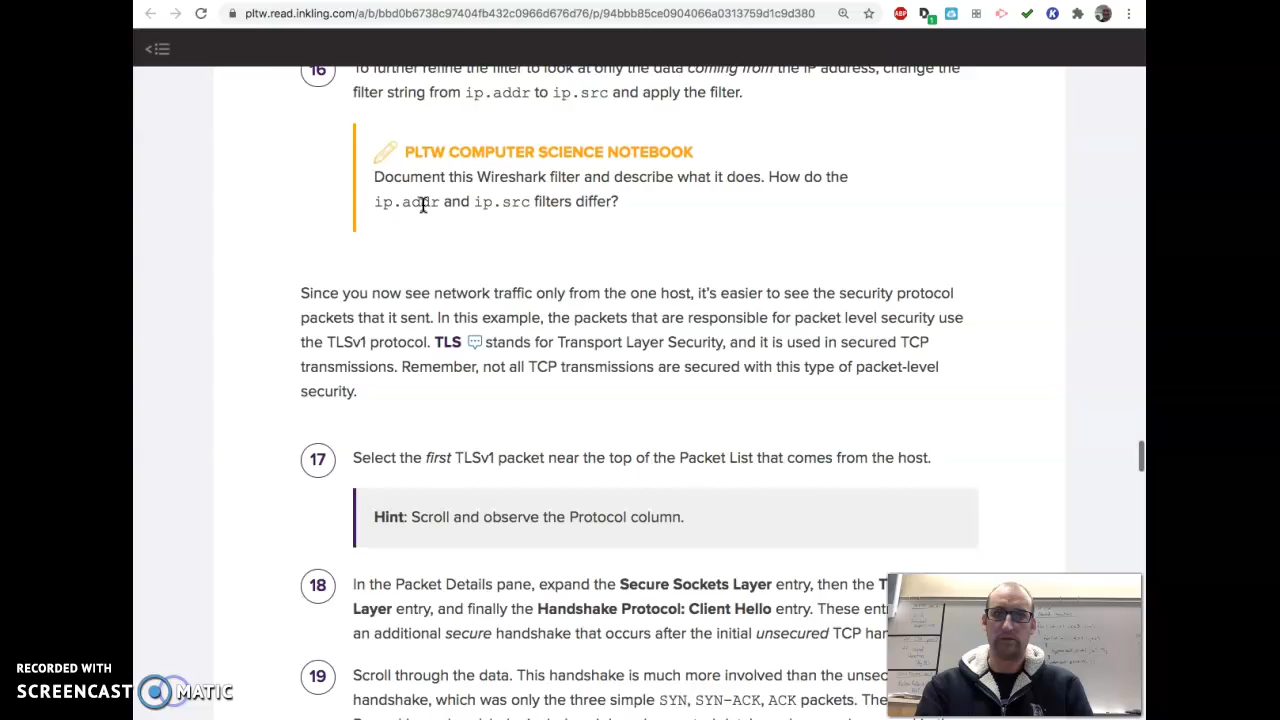 pltw.read.inkling.com/a/b/bbd0b6738c97404fb432c0966d676d76/p/94bbb85ce0904066a0313759d1c9d380
16 To further refine the filter to look at only the data coming from the IP address, change the
filter string from ip.addr to ip.src and apply the filter.
PLTW COMPUTER SCIENCE NOTEBOOK
Document this Wireshark filter and describe what it does. How do the
ip.addr and ip.src filters differ?
Since you now see network traffic only from the one host, it's easier to see the security protocol
packets that it sent. In this example, the packets that are responsible for packet level security use
the TLSv1 protocol. TLS stands for Transport Layer Security, and it is used in secured TCP
transmissions. Remember, not all TCP transmissions are secured with this type of packet-level
security.
17 Select the first TLSv1 packet near the top of the Packet List that comes from the host.
Hint: Scroll and observe the Protocol column.
18 In the Packet Details pane, expand the Secure Sockets Layer entry, then the T
Layer entry, and finally the Handshake Protocol: Client Hello entry. These ent
an additional secure handshake that occurs after the initial unsecured TCP han
19 Scroll through the data. This handshake is much more involved than the unsec
handshake, which was only the three simple SYN, SYN-ACK, ACK packets. The
RECORDED WITH
SCREENCAST MATIC